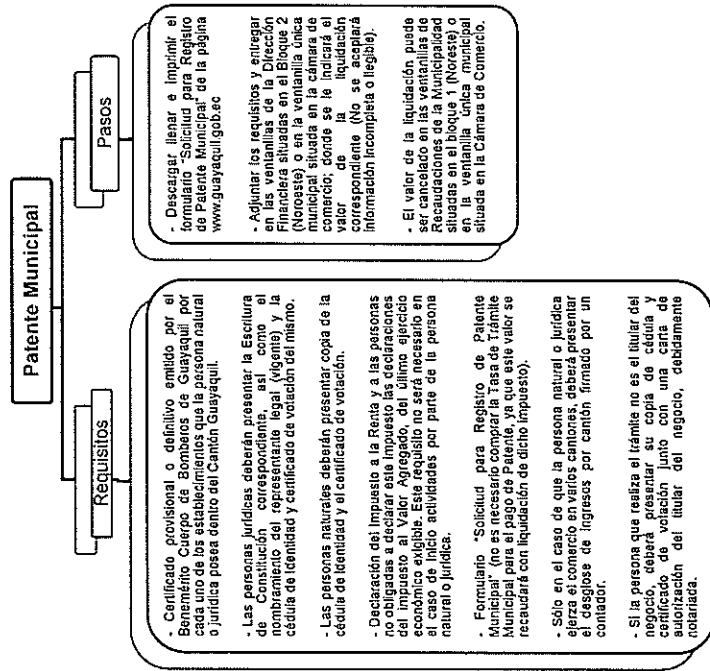 Patente Municipal
Requisitos
- Certificado provisional o definitivo emitido por el
Benemérito Cuerpo de Bomberos de Guayaquil por
cada uno de los establecimientos que la persona natural
o jurídica posea dentro del Cantón Guayaquil.
- Las personas jurídicas deberán presentar la Escritura
de Constitución correspondiente, así como el
nombramiento del representante legal (vigente) y la
cédula de identidad y certificado de votación del mismo.
- Las personas naturales deberán presentar copia de la
cédula de identidad y el certificado de votación.
- Declaración del Impuesto a la Renta y a las personas
no obligadas a declarar este impuesto las declaraciones
del impuesto al Valor Agregado, del último ejercicio
económico exigible. Este requisito no será necesario en
el caso de inicio actividades por parte de la persona
natural o jurídica.
- Formulario "Solicitud para Registro de Patente
Municipal" (no es necesario comprar la Tasa de Trámite
Municipal para el pago de Patente, ya que este valor se
recaudará con liquidación de dicho impuesto).
- Sólo en el caso de que la persona natural o jurídica
ejerza el comercio en varios cantones, deberá presentar
el desglose de ingresos por cantón firmado por un
contador.
- Si la persona que realiza el trámite no es el titular del
negocio, deberá presentar su copia de cédula y
certificado de votación junto con una carta de
autorización del titular del negocio, debidamente
notariada.
Pasos
- Descargar llenar e Imprimir el
formulario "Solicitud para Registro
de Patente Municipal" de la página
www.guayaquil.gob.ec
- Adjuntar los requisitos y entregar
en las ventanillas de la Dirección
Financiera situadas en el Bloque 2
(Noroeste) o en la ventanilla única
municipal situada en la cámara de
comercio; donde se le indicará el
valor de la liquidación
correspondiente (No se aceptará
Información Incompleta o Ilegible).
- El valor de la liquidación puede
ser cancelado en las ventanillas de
Recaudaciones de la Municipalidad
situadas en el bloque 1 (Noreste) o
en la ventanilla única municipal
situada en la Cámara de Comercio.